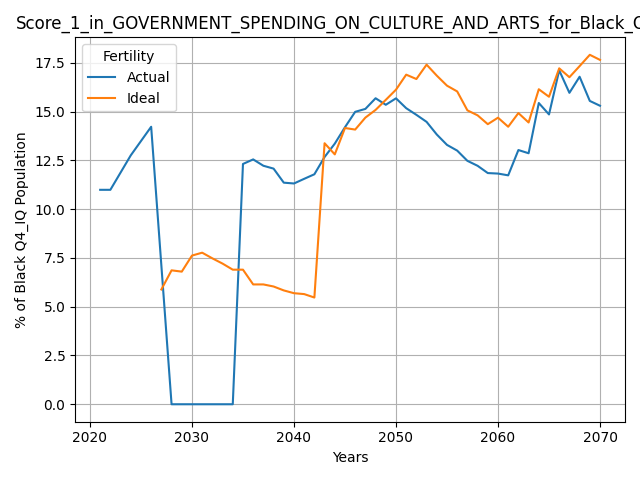 Score_1_in_GOVERNMENT_SPENDING_ON_CULTURE_AND_ARTS_for_Black_
Fertility
Actual
Ideal
17.5
15.0
12.5
10.0
7.5
5.0
2.5
0.0
% of Black Q4_IQ Population
2020 2030 2040 2050 2060 2070
Years